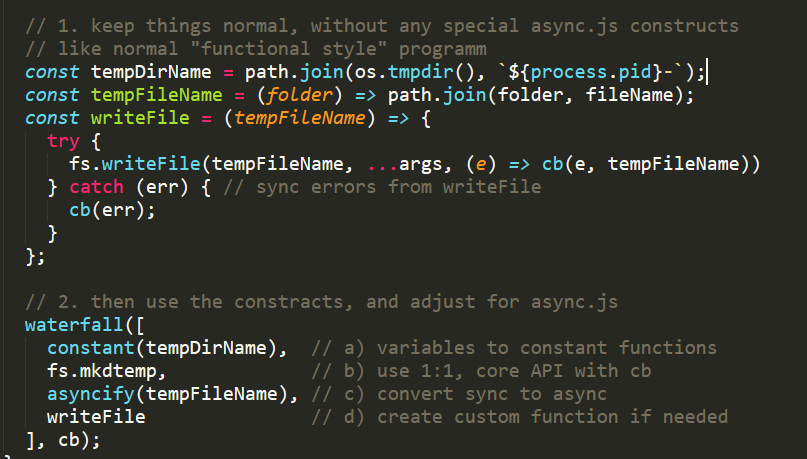 // 1. keep things normal, without any special async.js constructs
// like normal "functional style" programm
const tempDirName = path.join(os.tmpdir(), `${process.pid}-`);
const tempFileName = (folder) => path.join(folder, fileName);
const writeFile = (tempFileName) => {
try {
fs.writeFile(tempFileName, ...args, (e) => cb(e, tempFileName))
} catch (err) { // sync errors from writeFile
cb(err);
}
};
// 2. then use the constracts, and adjust for async.js
waterfall([
constant(tempDirName), // a) variables to constant functions
fs.mkdtemp, // b) use 1:1, core API with cb
asyncify(tempFileName), // c) convert sync to async
writeFile // d) create custom function if needed
], cb);